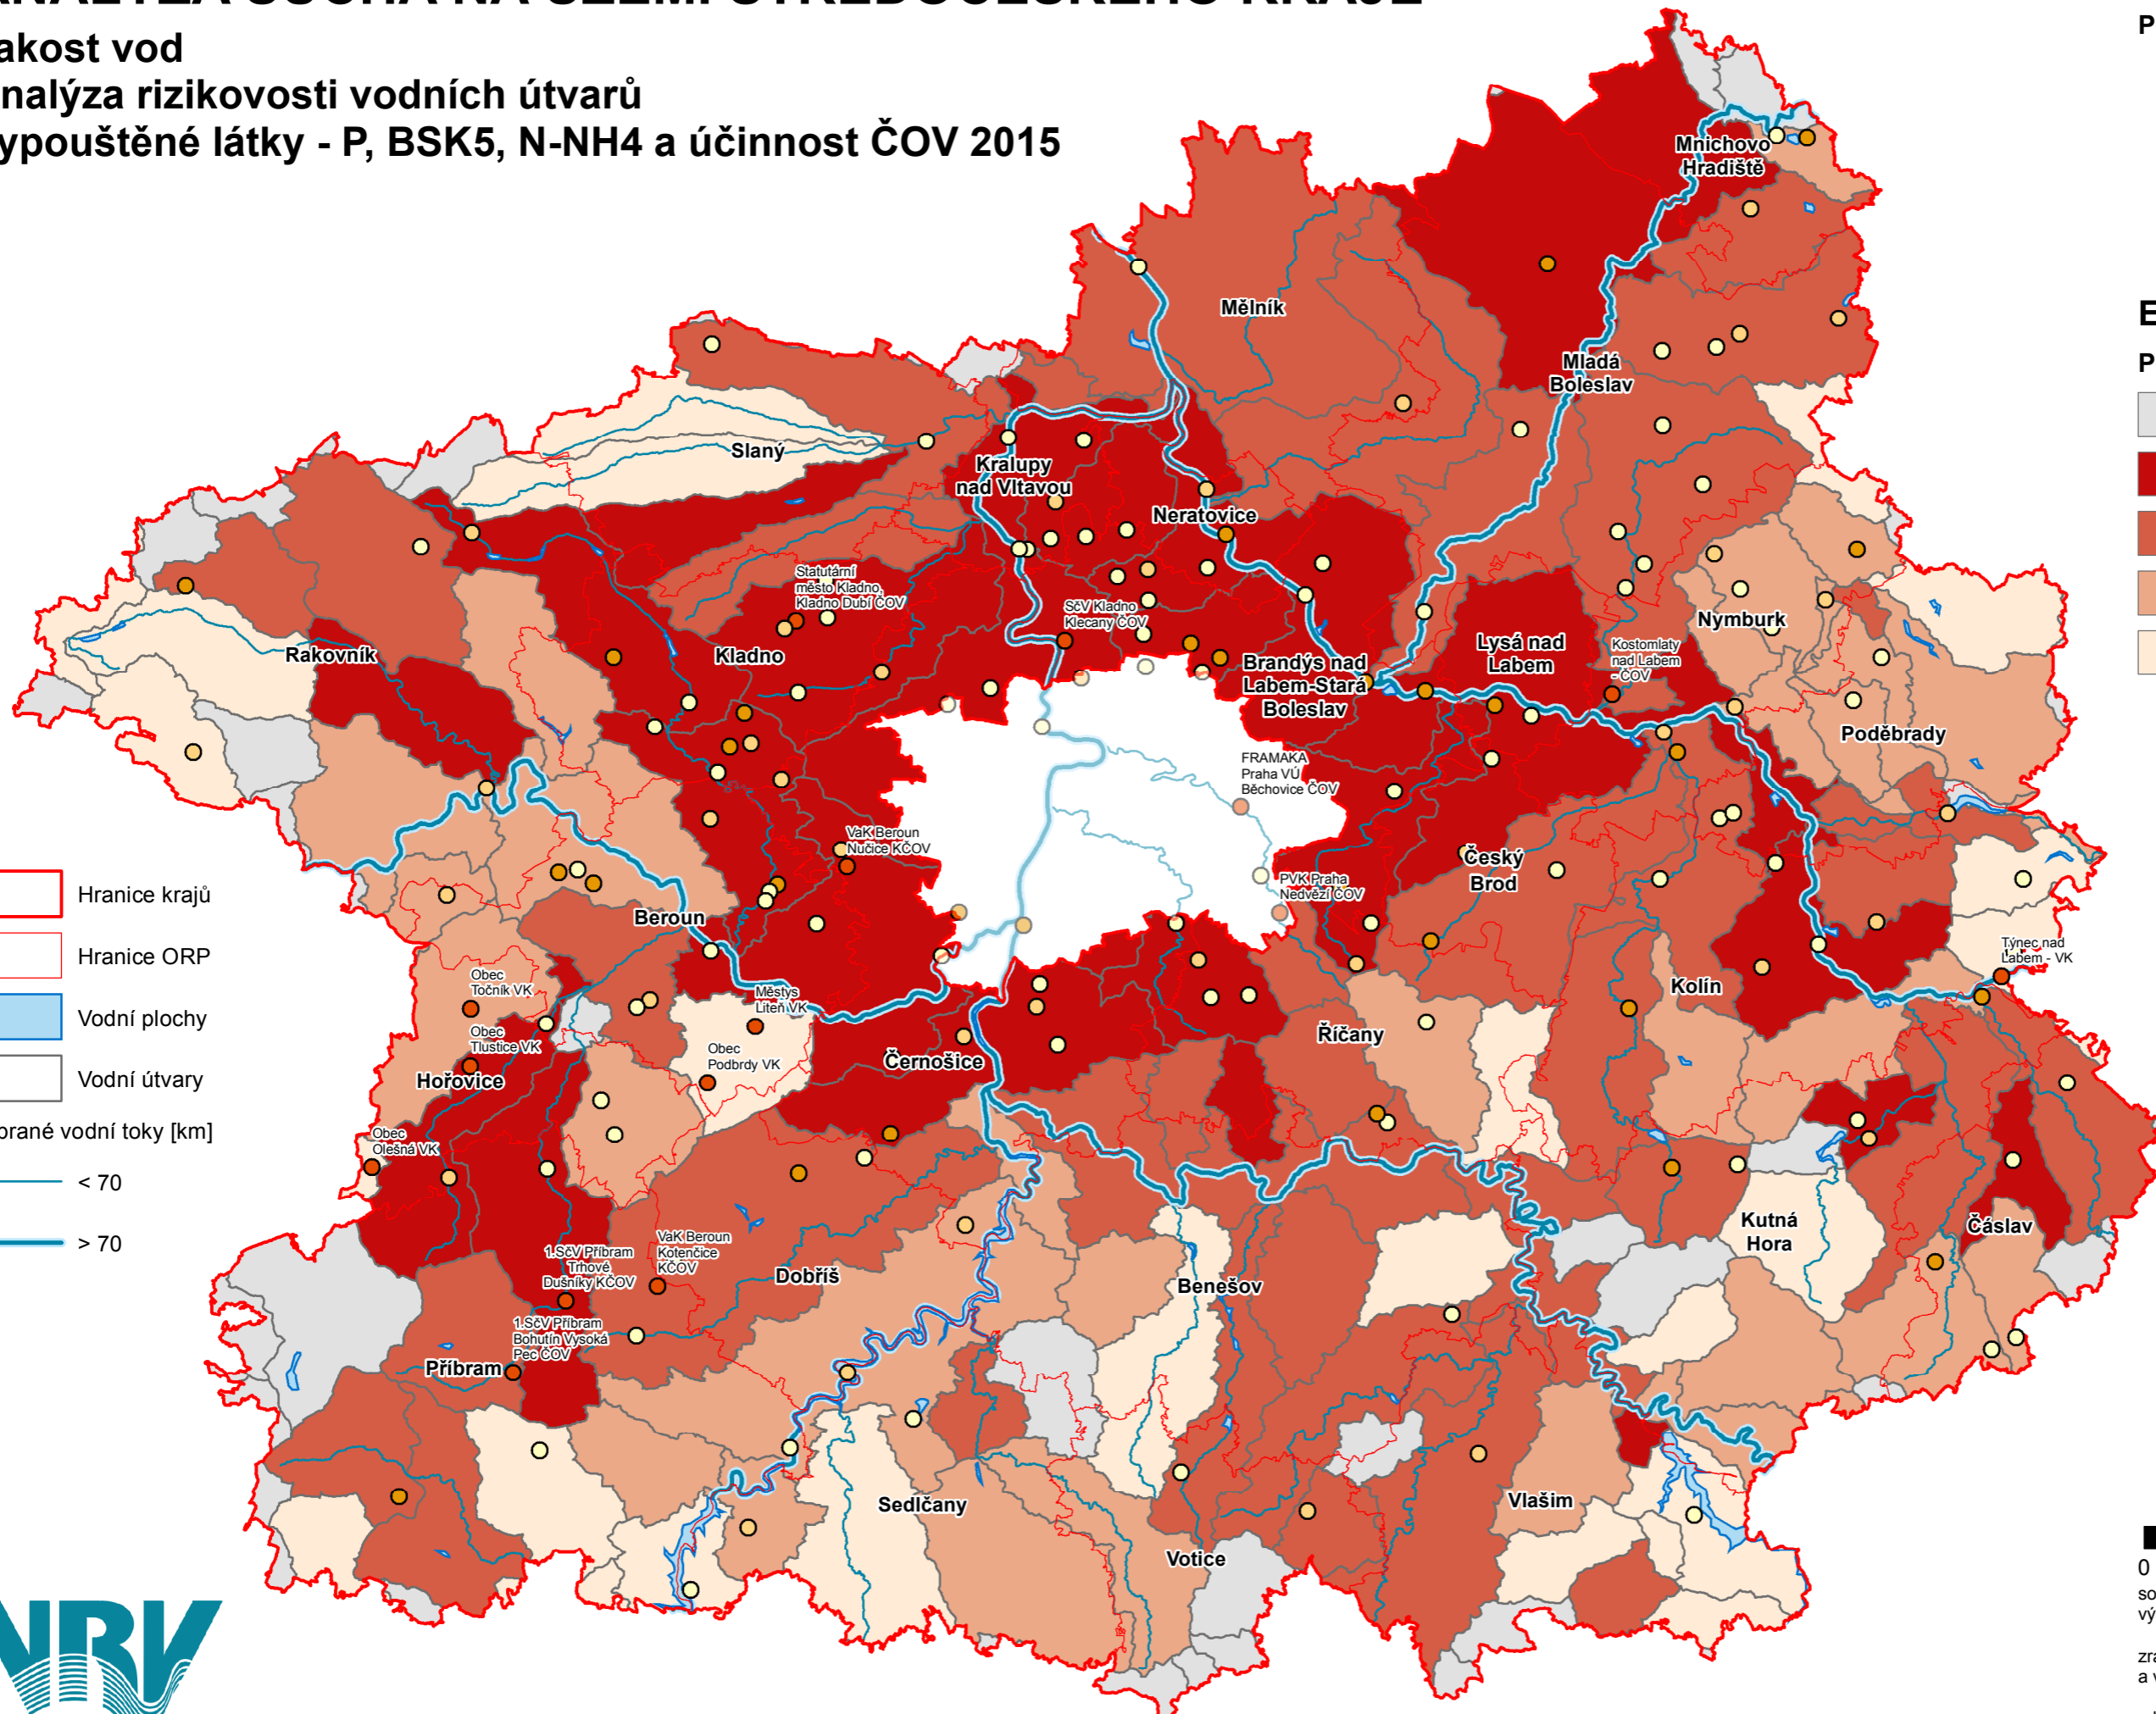 akost vod
nalýza rizikovosti vodních útvarů
ypouštěné látky - P, BSK5, N-NH4 a účinnost ČOV 2015
P
E
P
Mnichovo
Hradiště
Mělník
Mladá
Boleslav
Slaný
Kralupy
nad Vltavou
Neratovice
Statutární
město Kladno,
Kladno Dubí ČOV
SčV Kladno
Klecany ČOV
Rakovník
Kladno
Brandýs nad
Labem-Stará
Boleslav
Lysá nad
Labem
Kostomlaty
nad Labem
- ČOV
Nymburk
Poděbrady
FRAMAKA
Praha VÚ
Běchovice ČOV
VaK Beroun
Nučice KČOV
Český
Brod
PVK Praha
Nedvězí ČOV
Hranice krajů
Hranice ORP
Vodní plochy
Vodní útvary
brané vodní toky [km]
< 70
> 70
Beroun
Obec
Točník VK
Městys
Liteň VK
Obec
Tlustice VK
Obec
Podbrdy VK
Hořovice
Černošice
Říčany
Kolín
Týnec nad
Labem - VK
Obec
Olešná VK
Kutná
Hora
Čáslav
1.SčV Příbram
Trhové
Dušníky KČOV
VaK Beroun
Kotenčice
KČOV
Dobříš
Benešov
1.SčV Příbram
Bohutín Vysoká
Pec ČOV
Příbram
Sedlčany
Vlašim
Votice
0
so
vý
zra
a v